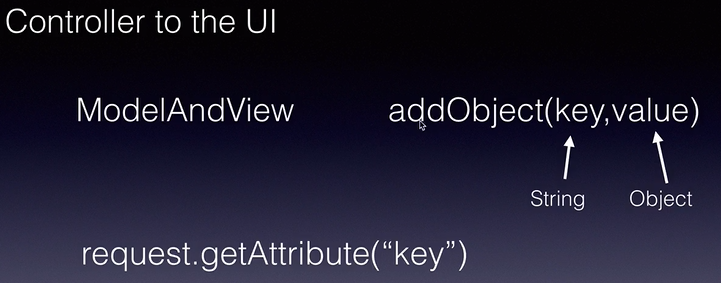 Controller to the UI
ModelAndView addObject(key,value)
String Object
request.getAttribute(“key”)